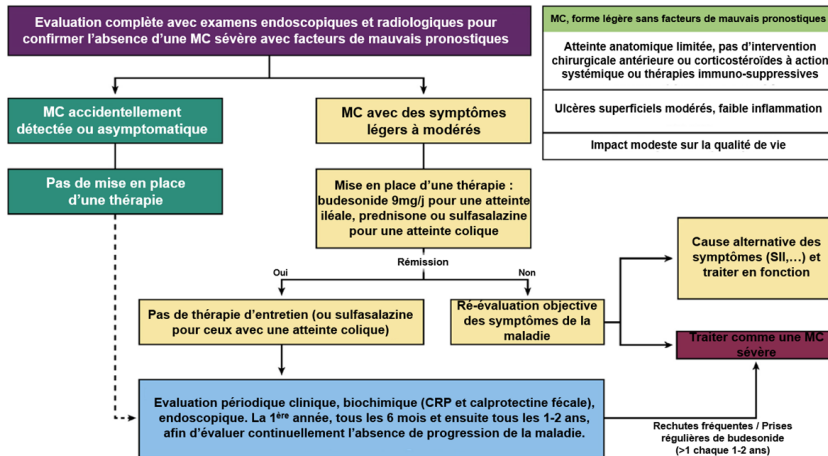 Evaluation complète avec examens endoscopiques et radiologiques pour
confirmer l’absence d’une MC sévère avec facteurs de mauvais pronostiques
MC, forme légère sans facteurs de mauvais pronostiques
Atteinte anatomique limitée, pas d’intervention
chirurgicale antérieure ou corticostéroïdes à action
systémique ou thérapies immuno-suppressives
Ulcères superficiels modérés, faible inflammation
Impact modeste sur la qualité de vie
MC accidentellement
détectée ou asymptomatique
MC avec des symptômes
légers à modérés
Pas de mise en place
d’une thérapie
Mise en place d’une thérapie :
budesonide 9mg/j pour une atteinte
iléale, prednisone ou sulfasalazine
pour une atteinte colique
Rémission
Oui
Non
Cause alternative des
symptômes (SII,...) et
traiter en fonction
Pas de thérapie d’entretien (ou sulfasalazine
pour ceux avec une atteinte colique)
Ré-évaluation objective
des symptômes de la
maladie
Traiter comme une MC
sévère
Evaluation périodique clinique, biochimique (CRP et calprotectine fécale),
endoscopique. La 1ère année, tous les 6 mois et ensuite tous les 1-2 ans,
afin d’évaluer continuellement l’absence de progression de la maladie.
Rechutes fréquentes / Prises
régulières de budesonide
(>1 chaque 1-2 ans)